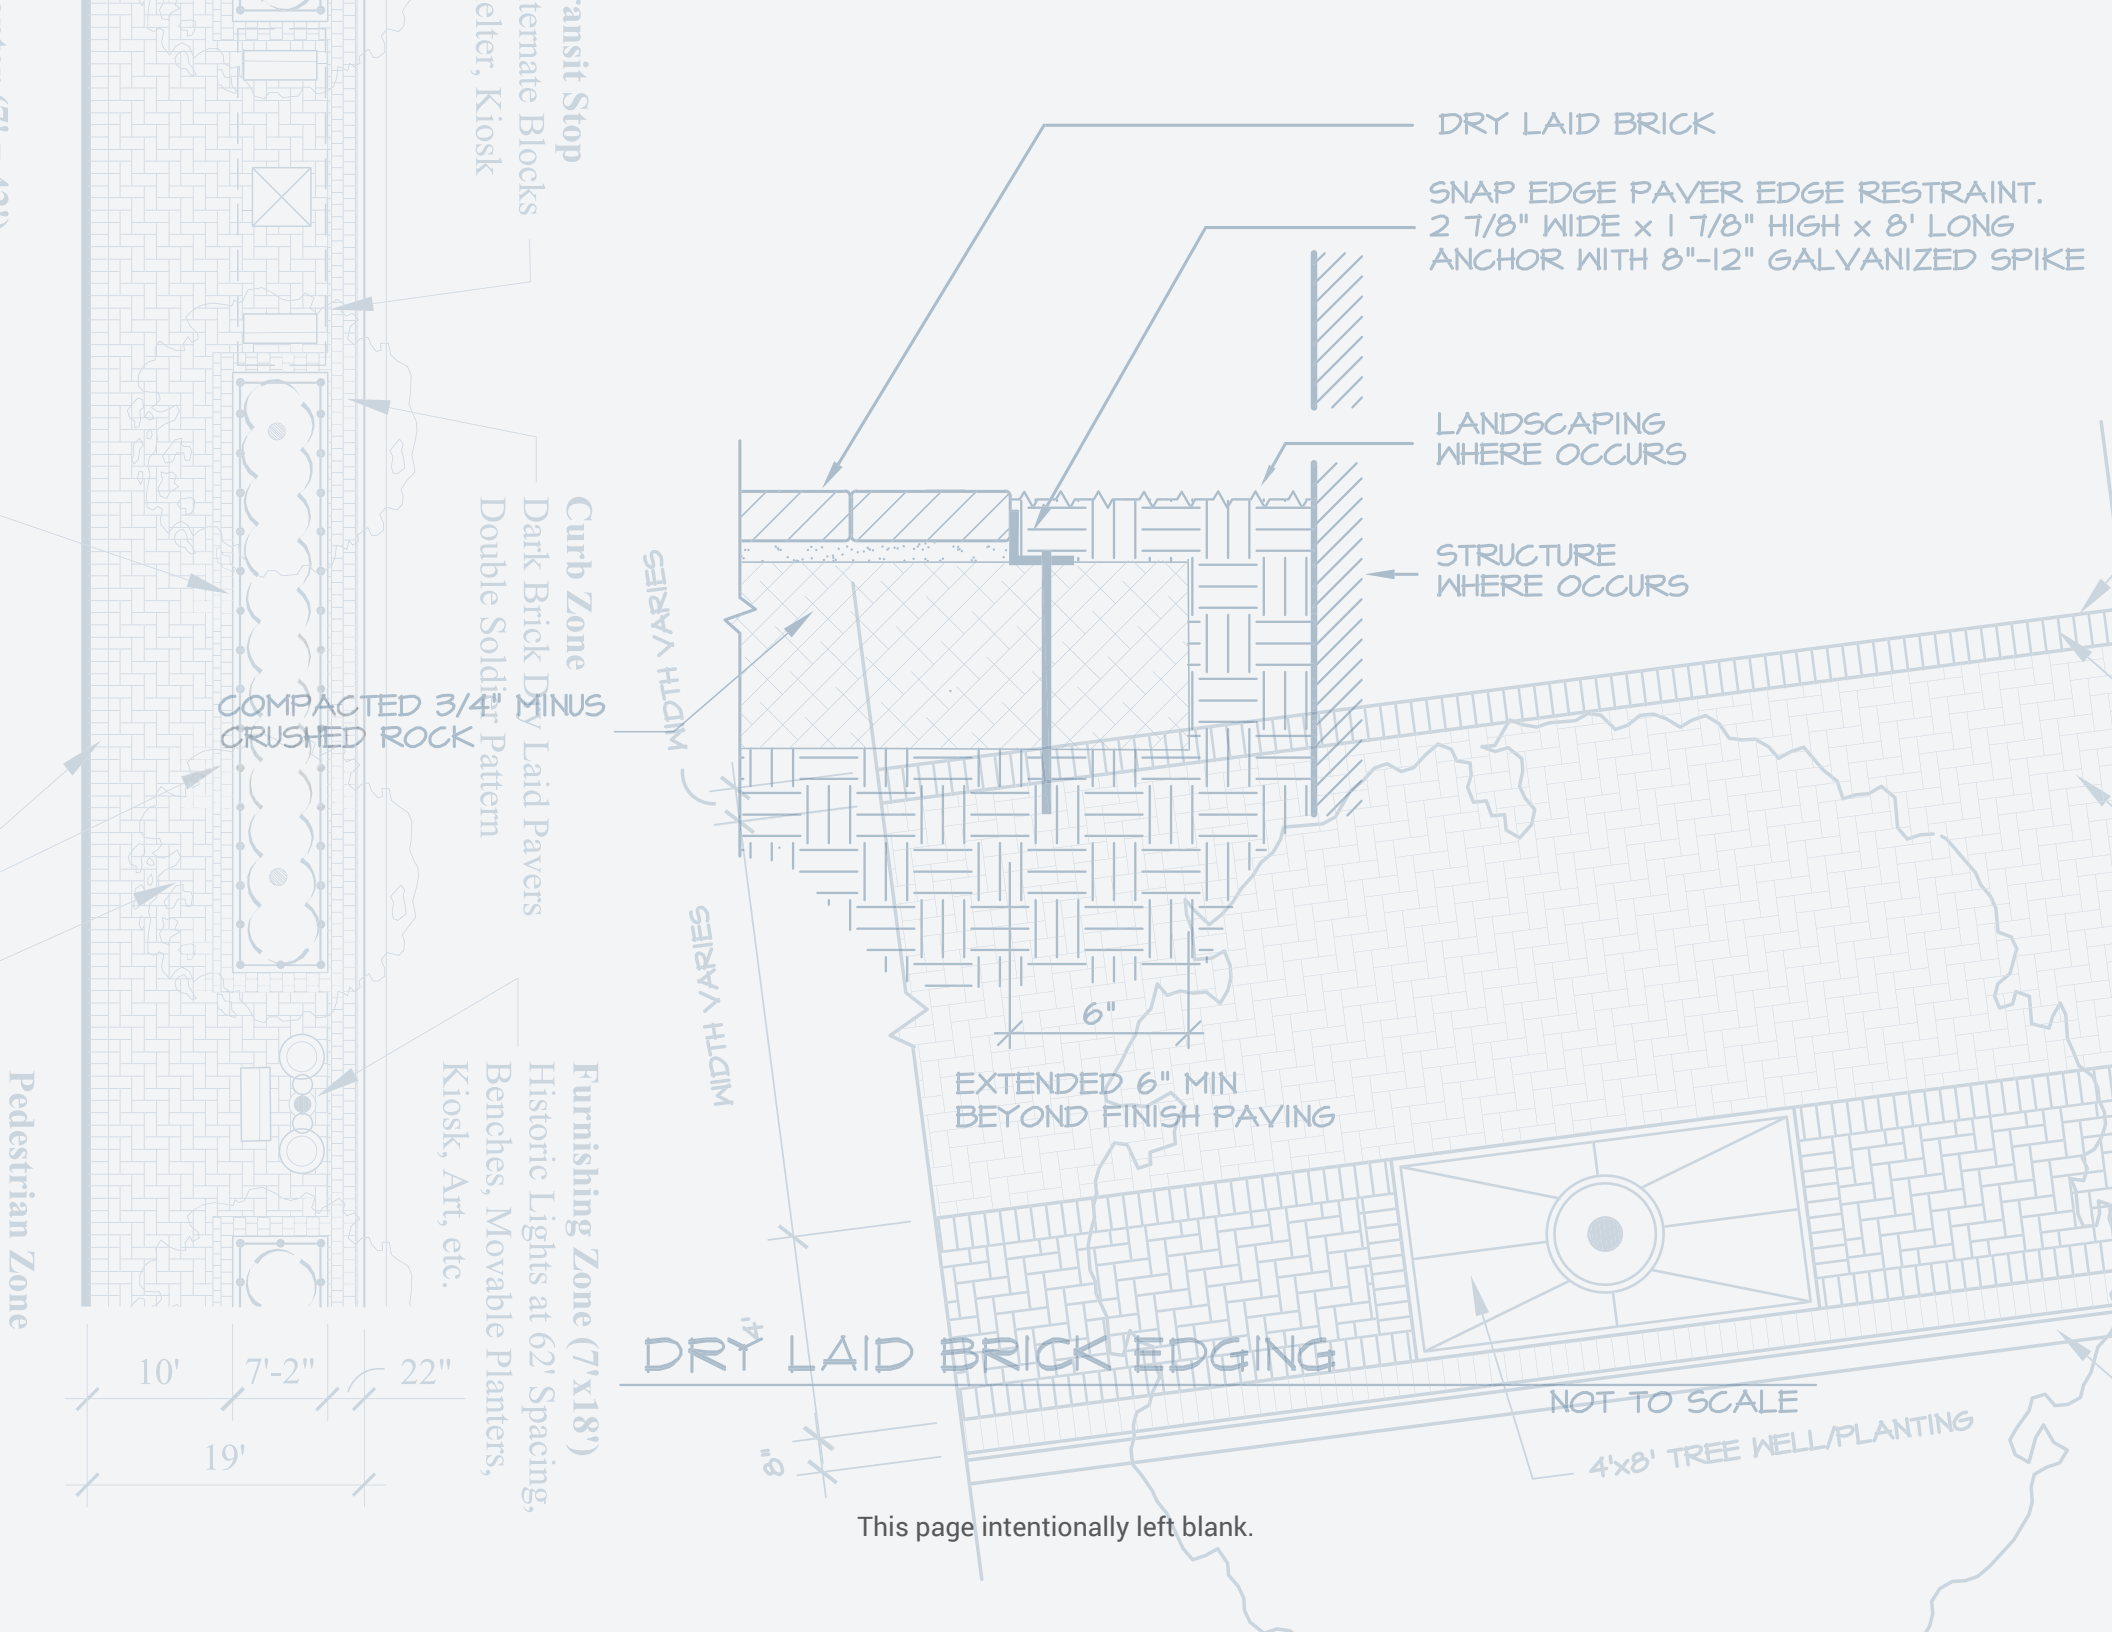 ransit Stop
ternate Blocks
elter, Kiosk
DRY LAID BRICK
SNAP EDGE PAVER EDGE RESTRAINT.
2 7/8" WIDE x 1 7/8" HIGH x 8' LONG
ANCHOR WITH 8"-12" GALVANIZED SPIKE
LANDSCAPING
WHERE OCCURS
STRUCTURE
WHERE OCCURS
Curb Zone
Dark Brick Dry Laid Pavers
Double Soldier Pattern
WIDTH VARIES
COMPACTED 3/4" MINUS
CRUSHED ROCK
WIDTH VARIES
6"
EXTENDED 6" MIN
BEYOND FINISH PAVING
Furnishing Zone (7'x18')
Historic Lights at 62' Spacing,
Benches, Movable Planters,
Kiosk, Art, etc.
Pedestrian Zone
4'
DRY LAID BRICK EDGING
NOT TO SCALE
10'
7'-2"
22"
19'
8"
4'x8' TREE WELL/PLANTING
This page intentionally left blank.